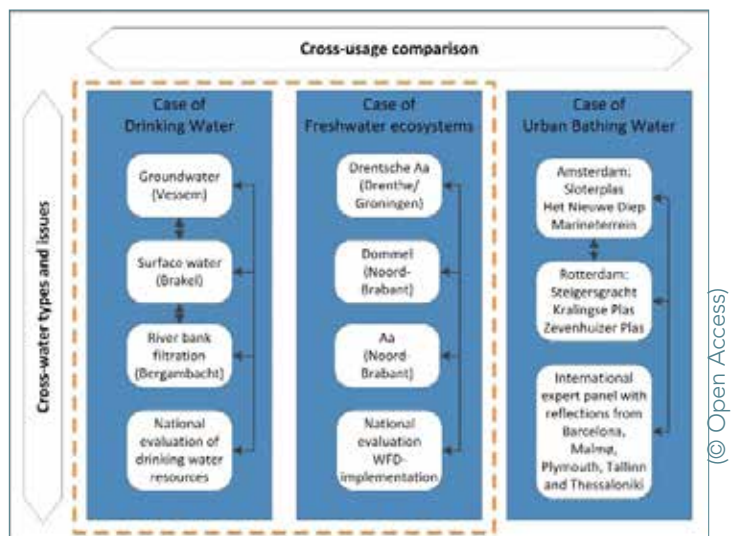 Cross-usage comparison
Cross-water types and issues
Case of
Drinking Water
Groundwater
(Vessem)
Surface water
(Brakel)
River bank
filtration
(Bergambacht)
National
evaluation of
drinking water
resources
Case of
Freshwater ecosystems
Drentsche Aa
(Drenthe/
Groningen)
Dommel
(Noord-
Brabant)
Aa
(Noord
Brabant)
National
evaluation
WFD-
implementation
Case of
Urban Bathing Water
Amsterdam:
Sloterplas
Het Nieuwe Diep
Marineterrein
Rotterdam:
Steigersgracht
Kralingse Plas
Zevenhuizer Plas
International
expert panel with
reflections from
Barcelona,
Malmø,
Plymouth, Tallinn
and Thessaloniki
(© Open Access)